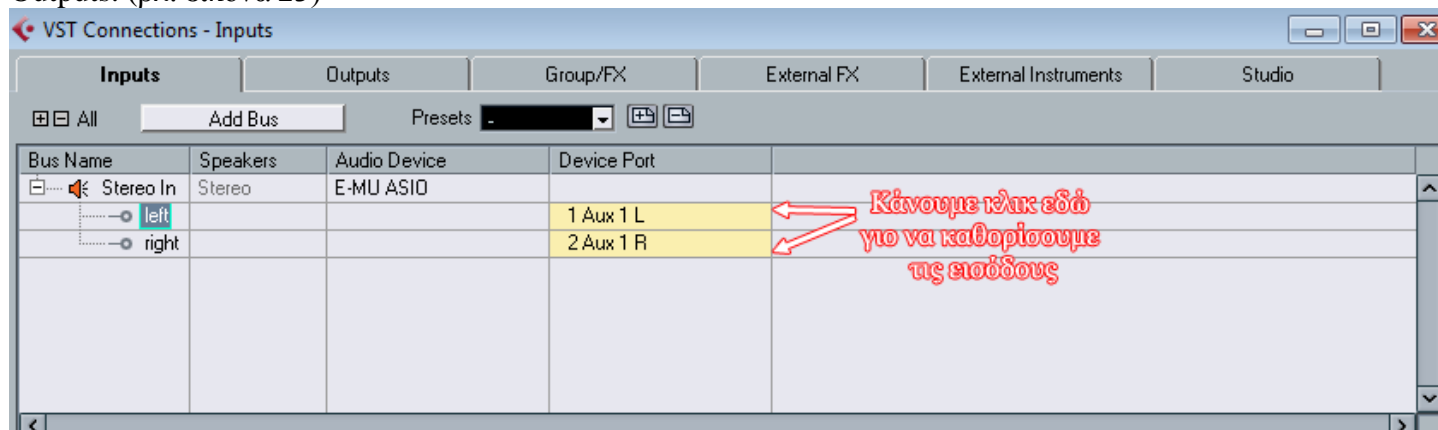 Outputs. (βλ. εικόνα 25)
VST Connections - Inputs
Inputs Outputs Group/FX External FX External Instruments Studio
All Add Bus Presets -
Bus Name Speakers Audio Device Device Port
Stereo In Stereo E-MU ASIO
left 1 Aux 1 L
right 2 Aux 1 R
Κάνουμε κλικ εδώ
γιο να καθορίσουμε
τις εισόδους